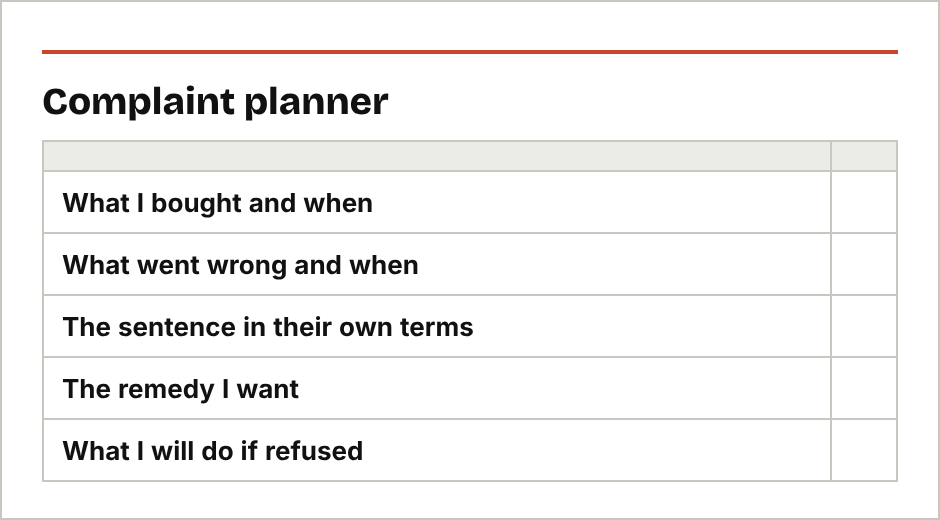 Complaint planner
What I bought and when
What went wrong and when
The sentence in their own terms
The remedy I want
What I will do if refused